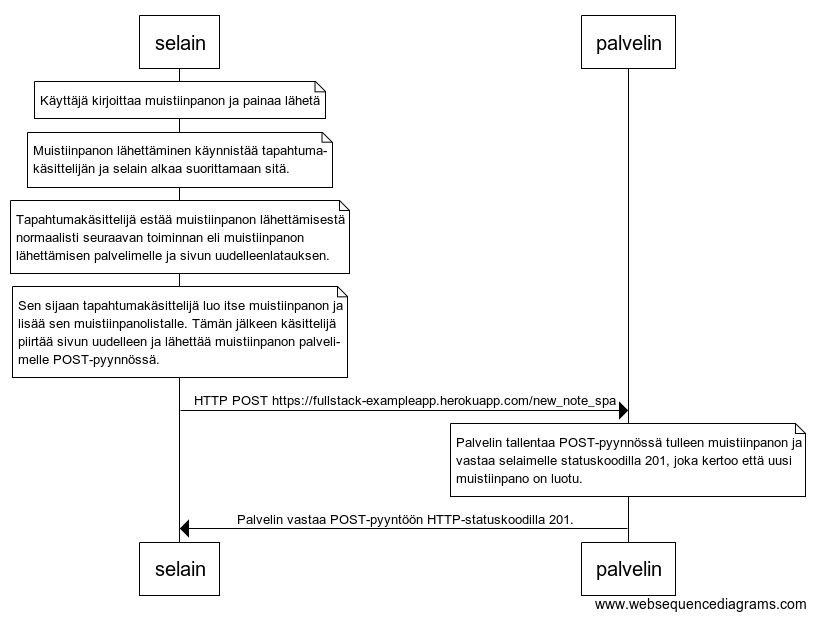 selain
palvelin
Käyttäjä kirjoittaa muistiinpanon ja painaa lähetä
Muistiinpanon lähettäminen käynnistää tapahtuma-
käsittelijän ja selain alkaa suorittamaan sitä.
Tapahtumakäsittelijä estää muistiinpanon lähettämisestä
normaalisti seuraavan toiminnan eli muistiinpanon
lähettämisen palvelimelle ja sivun uudelleenlatauksen.
Sen sijaan tapahtumakäsittelijä luo itse muistiinpanon ja
lisää sen muistiinpanolistalle. Tämän jälkeen käsittelijä
piirtää sivun uudelleen ja lähettää muistiinpanon palveli-
melle POST-pyynnössä.
HTTP POST https://fullstack-exampleapp.herokuapp.com/new_note_spa
Palvelin tallentaa POST-pyynnössä tulleen muistiinpanon ja
vastaa selaimelle statuskoodilla 201, joka kertoo että uusi
muistiinpano on luotu.
Palvelin vastaa POST-pyyntöön HTTP-statuskoodilla 201.
selain
palvelin
www.websequencediagrams.com